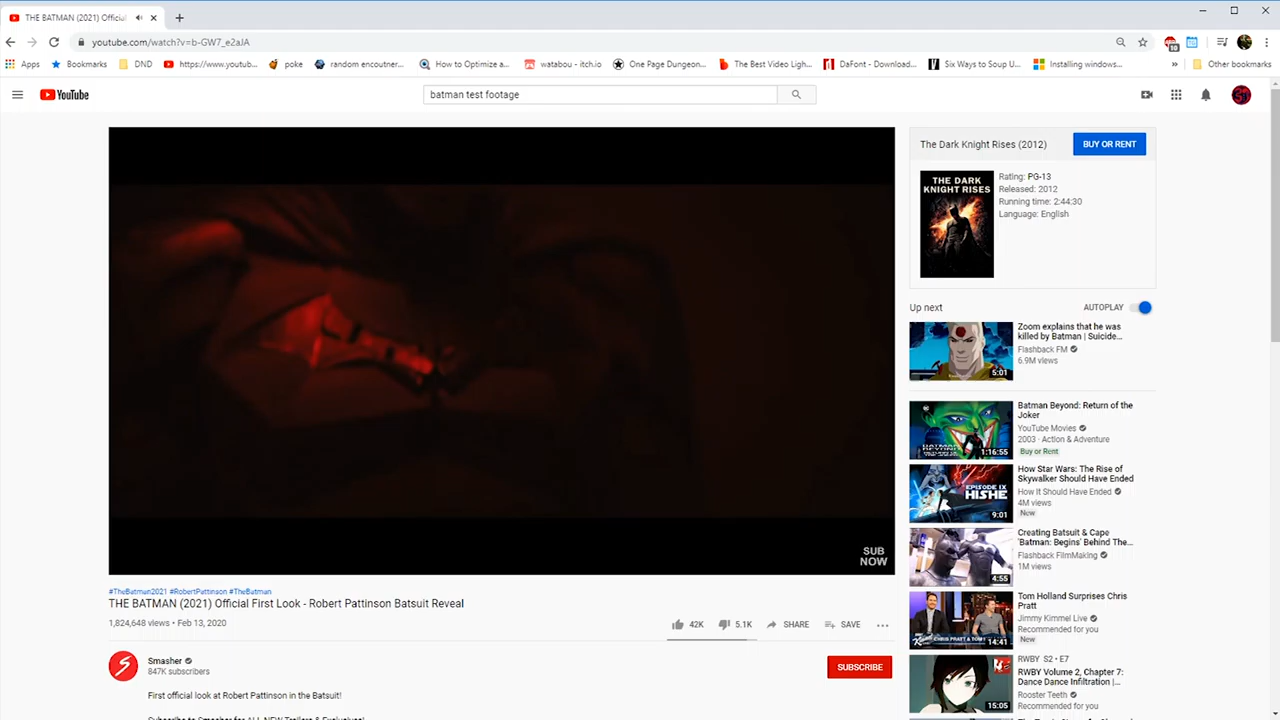 THE BATMAN (2021) Official
youtube.com/watch?v=b-GW7_e2aJA
Apps
Bookmarks
DND
https://www.youtub...
poke
random encoutner...
How to Optimize a...
watabou - itch.io
One Page Dungeon...
The Best Video Ligh...
DaFont - Download...
Six Ways to Soup U...
Installing windows...
»
Other bookmarks
YouTube
batman test footage
The Dark Knight Rises (2012)
BUY OR RENT
THE DARK
KNIGHT RISES
Rating: PG-13
Released: 2012
Running time: 2:44:30
Language: English
Up next
AUTOPLAY
Zoom explains that he was
killed by Batman | Suicide...
Flashback FM
6.9M views
5:01
Batman Beyond: Return of the
Joker
YouTube Movies
2003 · Action & Adventure
Buy or Rent
1:16:55
How Star Wars: The Rise of
Skywalker Should Have Ended
How It Should Have Ended
4M views
New
EPISODE IX
HISHE
9:01
Creating Batsuit & Cape
'Batman: Begins' Behind The...
Flashback FilmMaking
1M views
4:55
Tom Holland Surprises Chris
Pratt
Jimmy Kimmel Live
Recommended for you
New
14:41
RWBY S2 • E7
RWBY Volume 2, Chapter 7:
Dance Dance Infiltration |...
Rooster Teeth
Recommended for you
15:05
SUB
NOW
#TheBatman2021 #RobertPattinson #TheBatman
THE BATMAN (2021) Official First Look - Robert Pattinson Batsuit Reveal
1,824,648 views • Feb 13, 2020
42K
5.1K
SHARE
SAVE
Smasher
847K subscribers
SUBSCRIBE
First official look at Robert Pattinson in the Batsuit!
Subscribe to Smasher for ALL NEW Trailers & Exclusives!